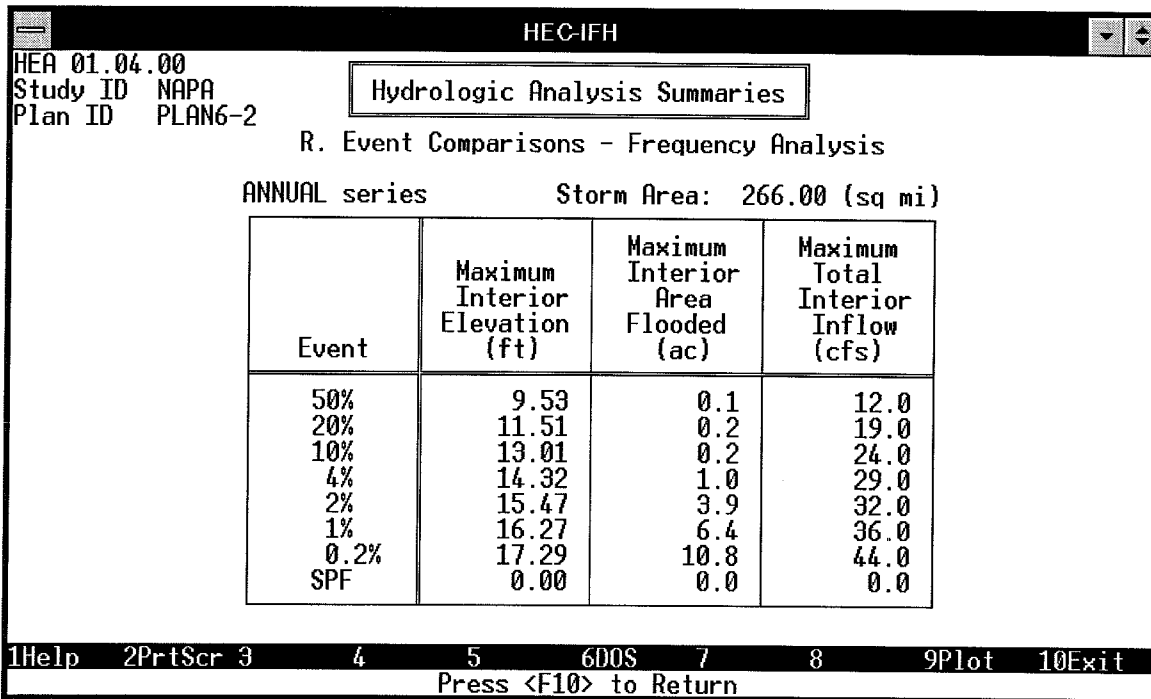 HEC-IFH
HEA 01.04.00
Study ID NAPA
Plan ID PLAN6-2
Hydrologic Analysis Summaries
R. Event Comparisons - Frequency Analysis
ANNUAL series Storm Area: 266.00 (sq mi)
Event
Maximum
Interior
Elevation
(ft)
Maximum
Interior
Area
Flooded
(ac)
Maximum
Total
Interior
Inflow
(cfs)
50% 9.53 0.1 12.0
20% 11.51 0.2 19.0
10% 13.01 0.2 24.0
4% 14.32 1.0 29.0
2% 15.47 3.9 32.0
1% 16.27 6.4 36.0
0.2% 17.29 10.8 44.0
SPF 0.00 0.0 0.0
1Help 2PrtScr 3 4 5 6DOS 7 8 9Plot 10Exit
Press <F10> to Return